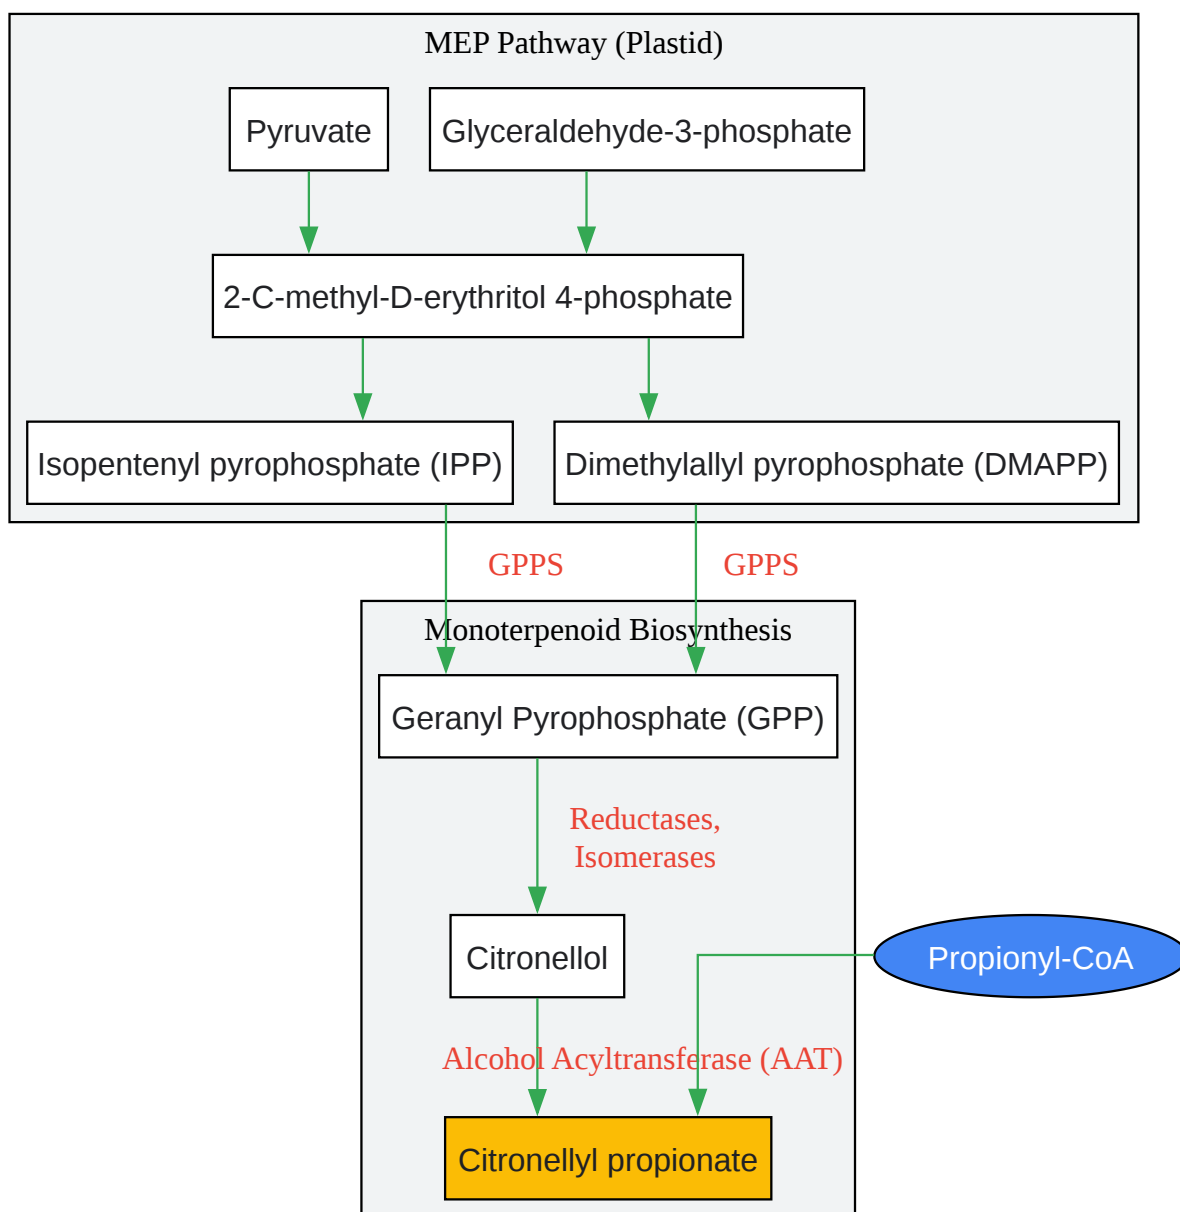 MEP Pathway (Plastid)
Pyruvate
Glyceraldehyde-3-phosphate
2-C-methyl-D-erythritol 4-phosphate
Isopentenyl pyrophosphate (IPP)
Dimethylallyl pyrophosphate (DMAPP)
GPPS
GPPS
Monoterpenoid Biosynthesis
Geranyl Pyrophosphate (GPP)
Reductases,
Isomerases
Citronellol
Propionyl-CoA
Alcohol Acyltransferase (AAT)
Citronellyl propionate